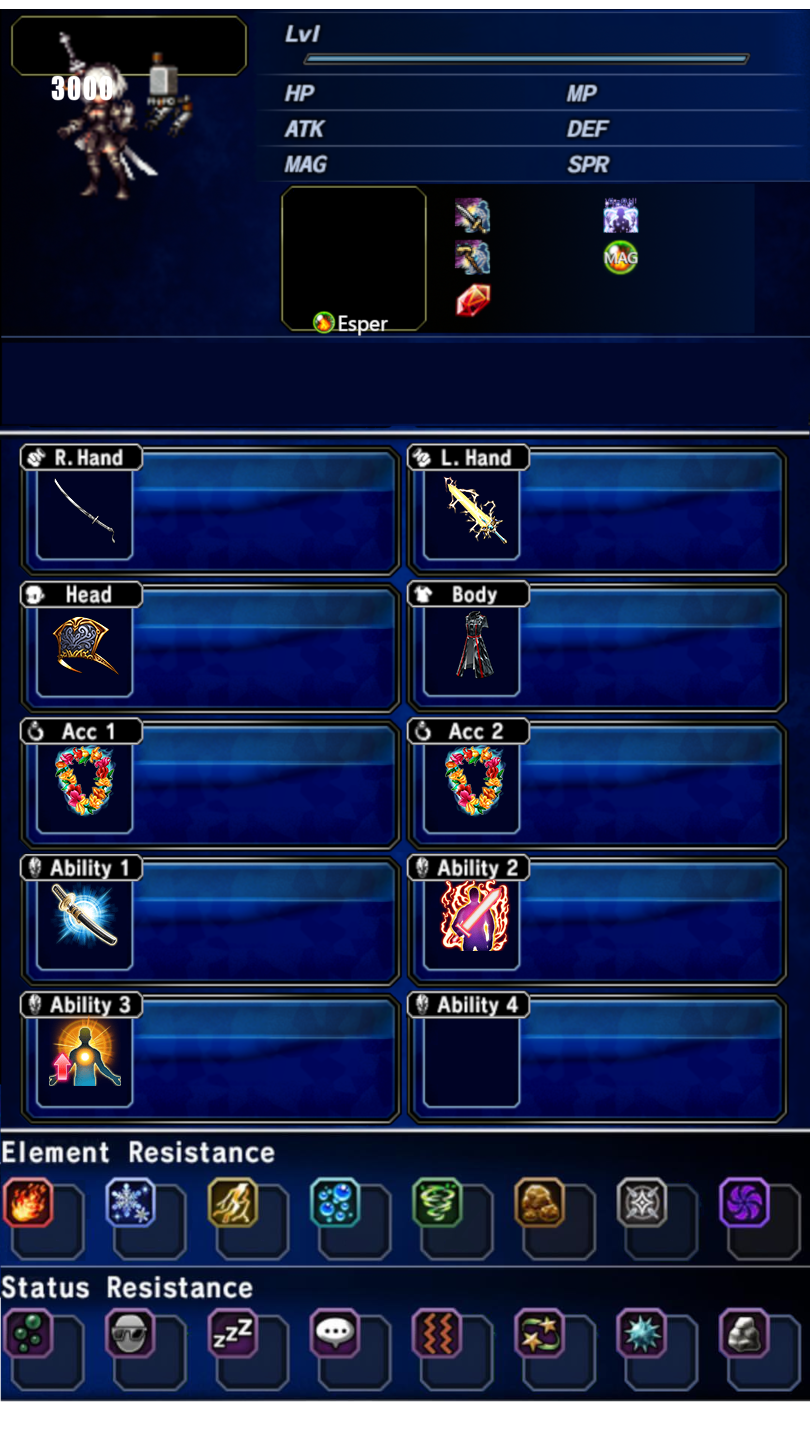 Lvl
3000
HP MP
ATK DEF
MAG SPR
MAG
Esper
R.Hand L.Hand
Head Body
Acc 1 Acc 2
Ability 1 Ability 2
Ability 3 Ability 4
Element Resistance
Status Resistance
zzZ